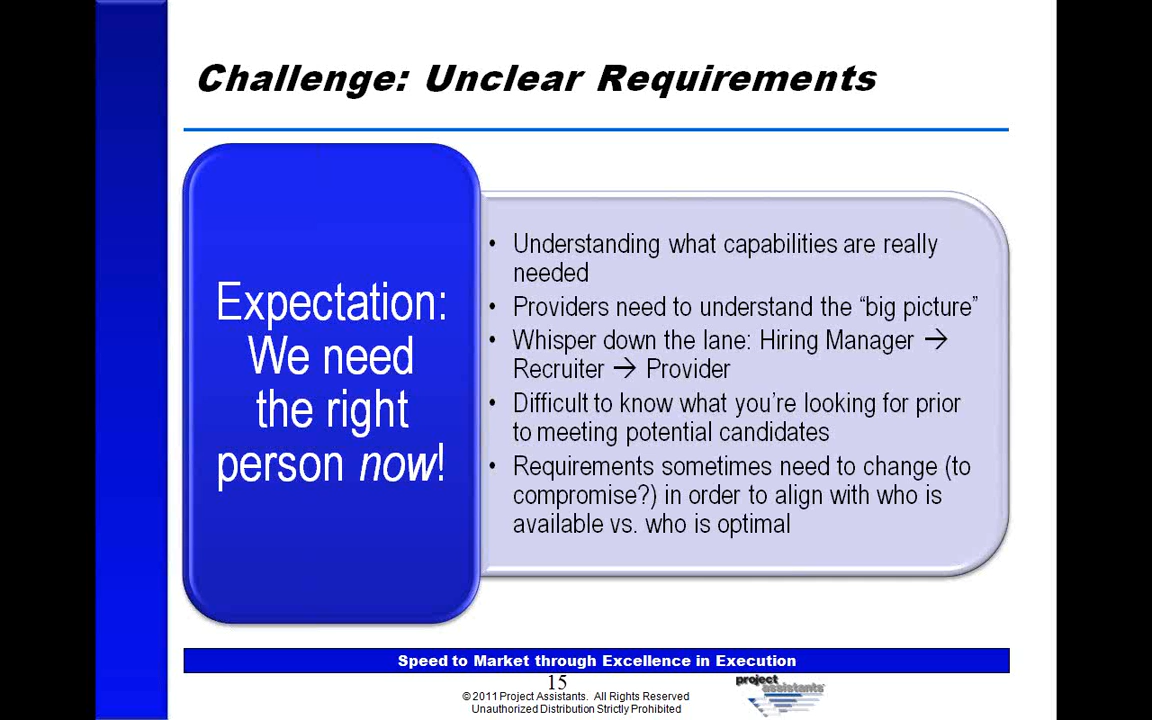 Challenge: Unclear Requirements
Expectation:
We need
the right
person now!
• Understanding what capabilities are really
needed
• Providers need to understand the “big picture”
• Whisper down the lane: Hiring Manager →
Recruiter → Provider
• Difficult to know what you’re looking for prior
to meeting potential candidates
• Requirements sometimes need to change (to
compromise?) in order to align with who is
available vs. who is optimal
Speed to Market through Excellence in Execution
15
© 2011 Project Assistants. All Rights Reserved
Unauthorized Distribution Strictly Prohibited
project
assistants